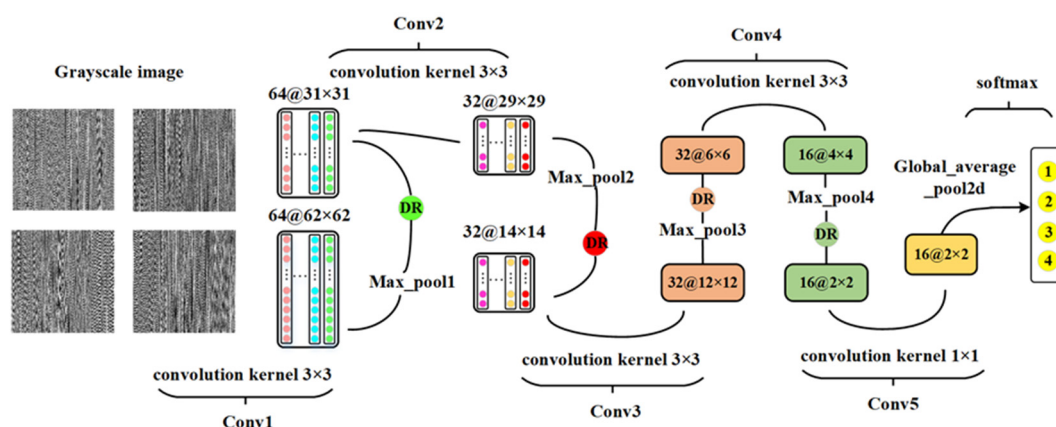 Grayscale image
convolution kernel 3×3
Conv1
Conv2
convolution kernel 3×3
64@31×31
DR
64@62×62
Max_pool1
32@29×29
Max_pool2
DR
32@14×14
convolution kernel 3×3
Conv3
Conv4
convolution kernel 3×3
32@6×6
DR
Max_pool3
32@12×12
16@4×4
Max_pool4
DR
16@2×2
convolution kernel 1×1
Conv5
softmax
Global_average
_pool2d
16@2×2
1
2
3
4